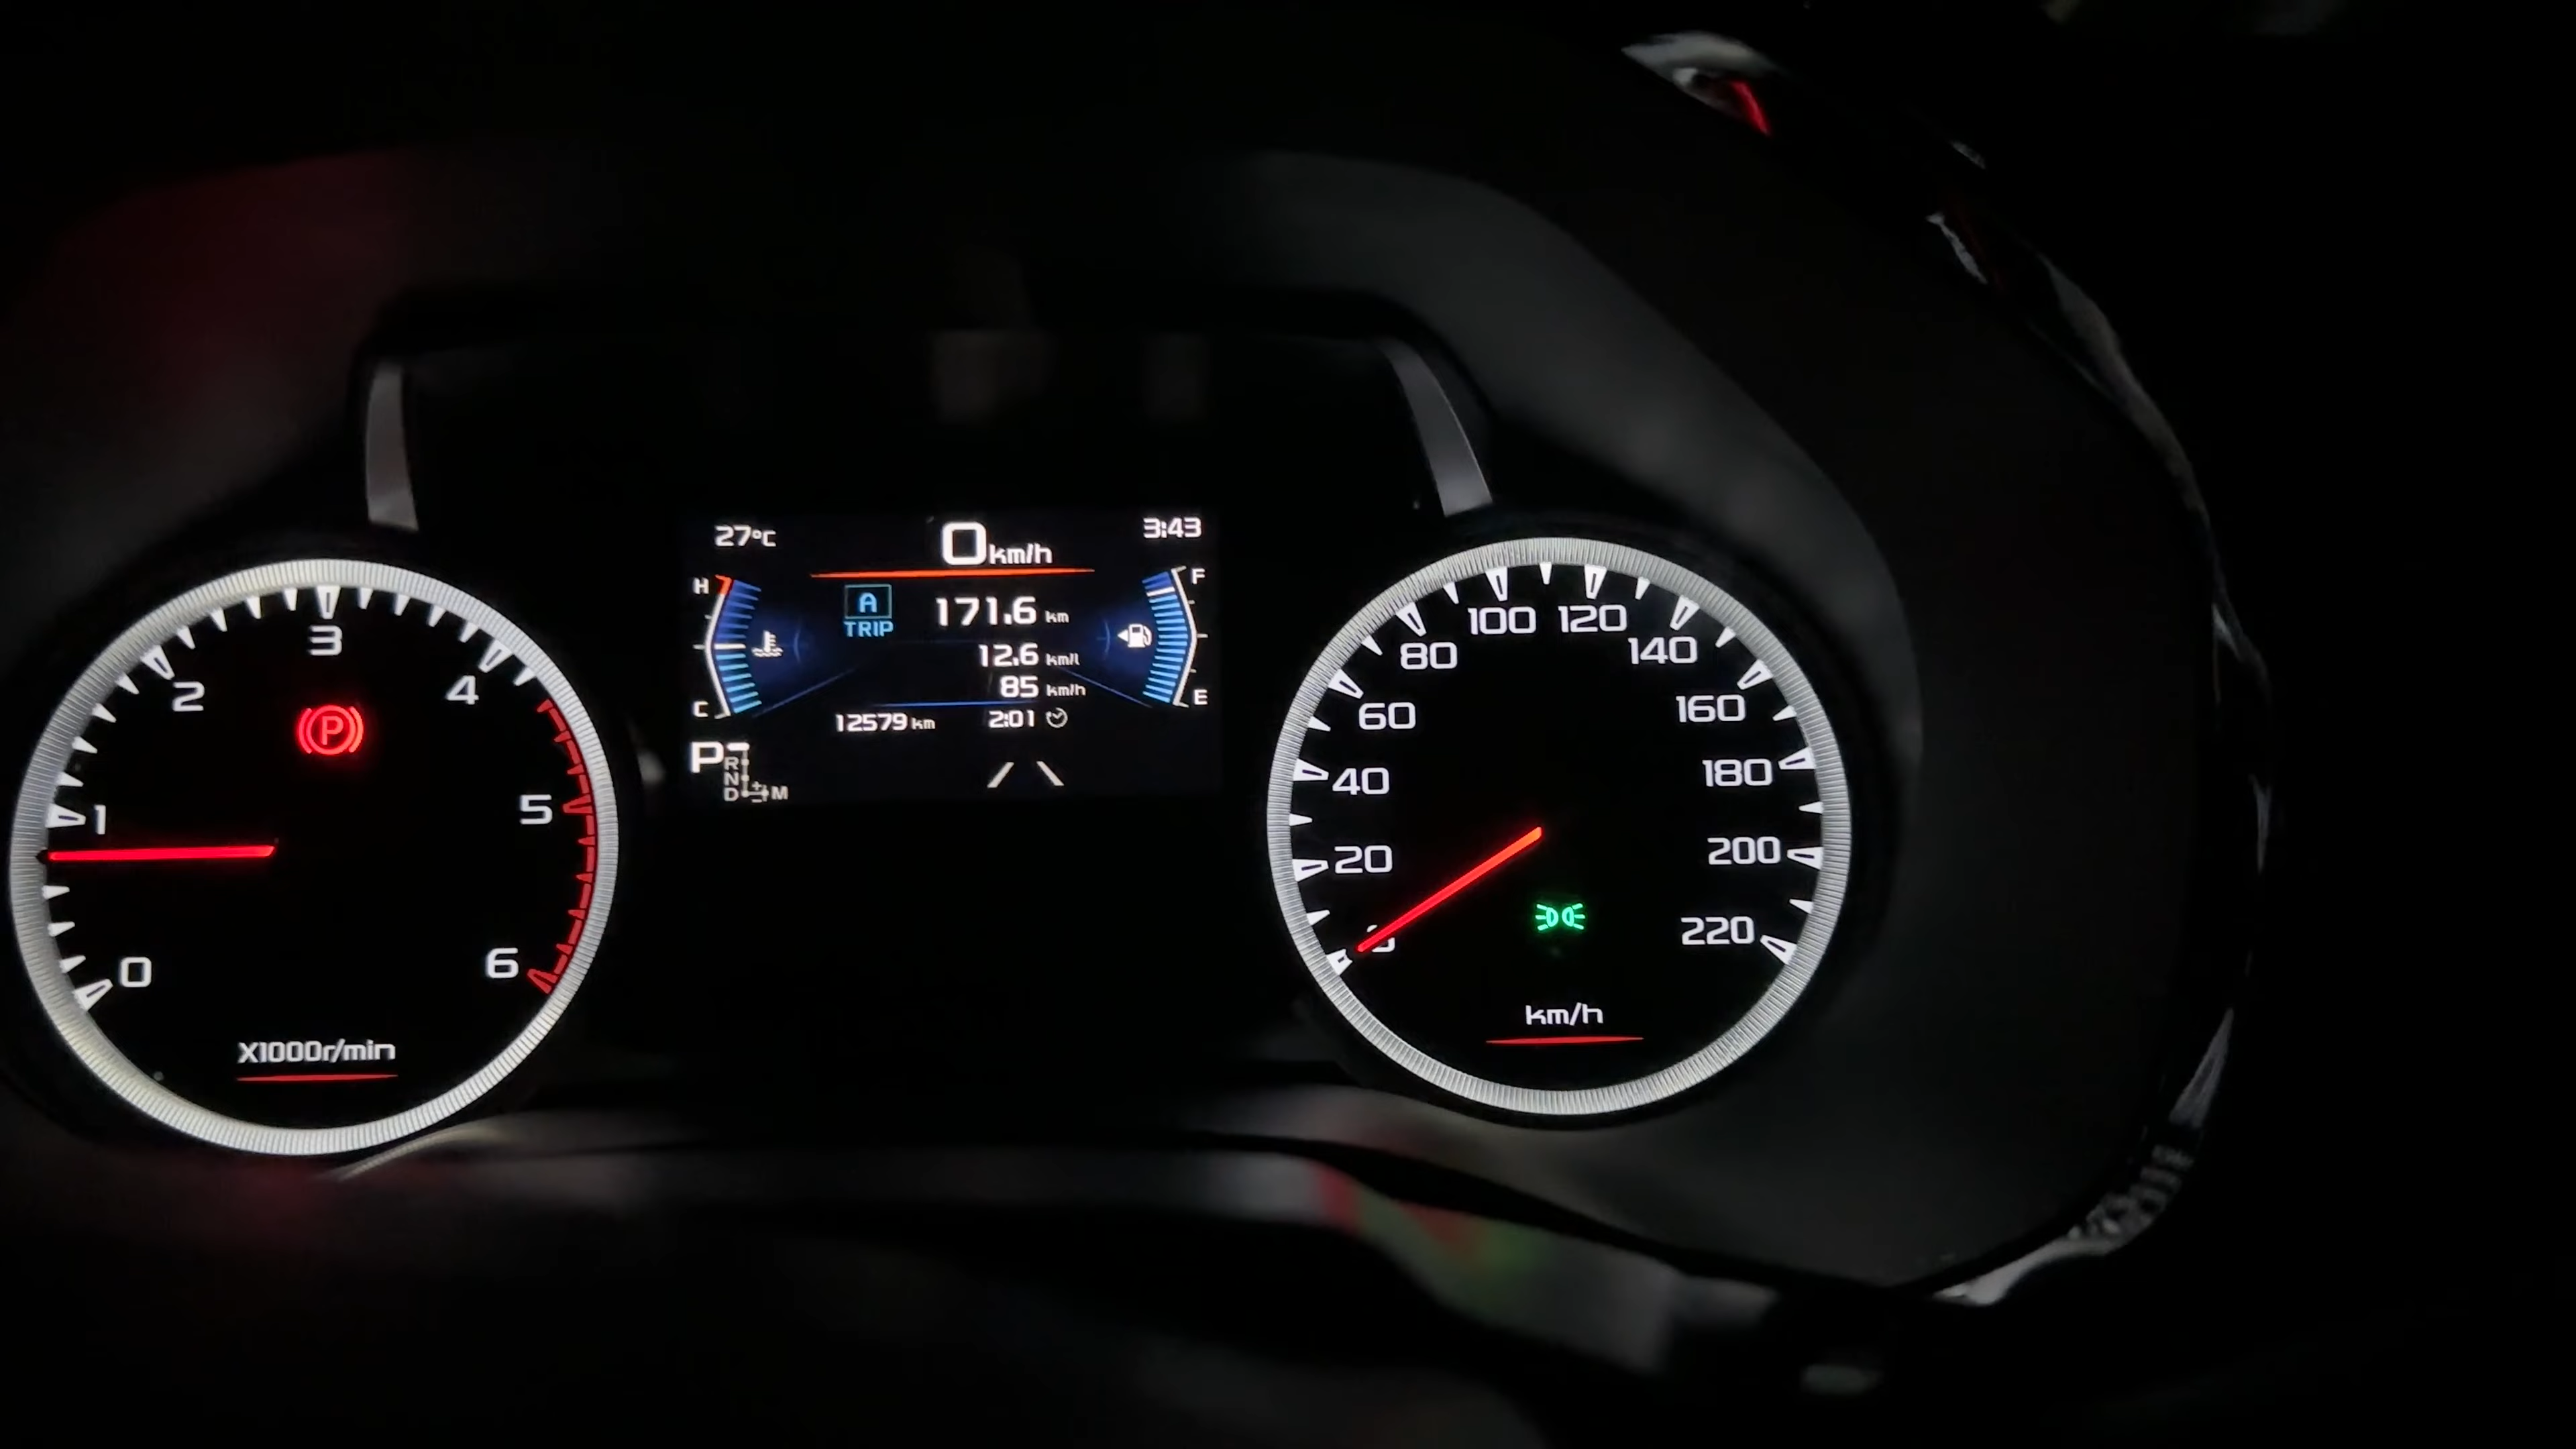 27°C
0 km/h
3:43
H
A
TRIP
171.6 km
F
12.6 km/l
85 km/h
C
E
12579 km
2:01
P
R
N
D
+
-
M
0
1
2
3
4
5
6
P
X1000r/min
0
20
40
60
80
100
120
140
160
180
200
220
km/h